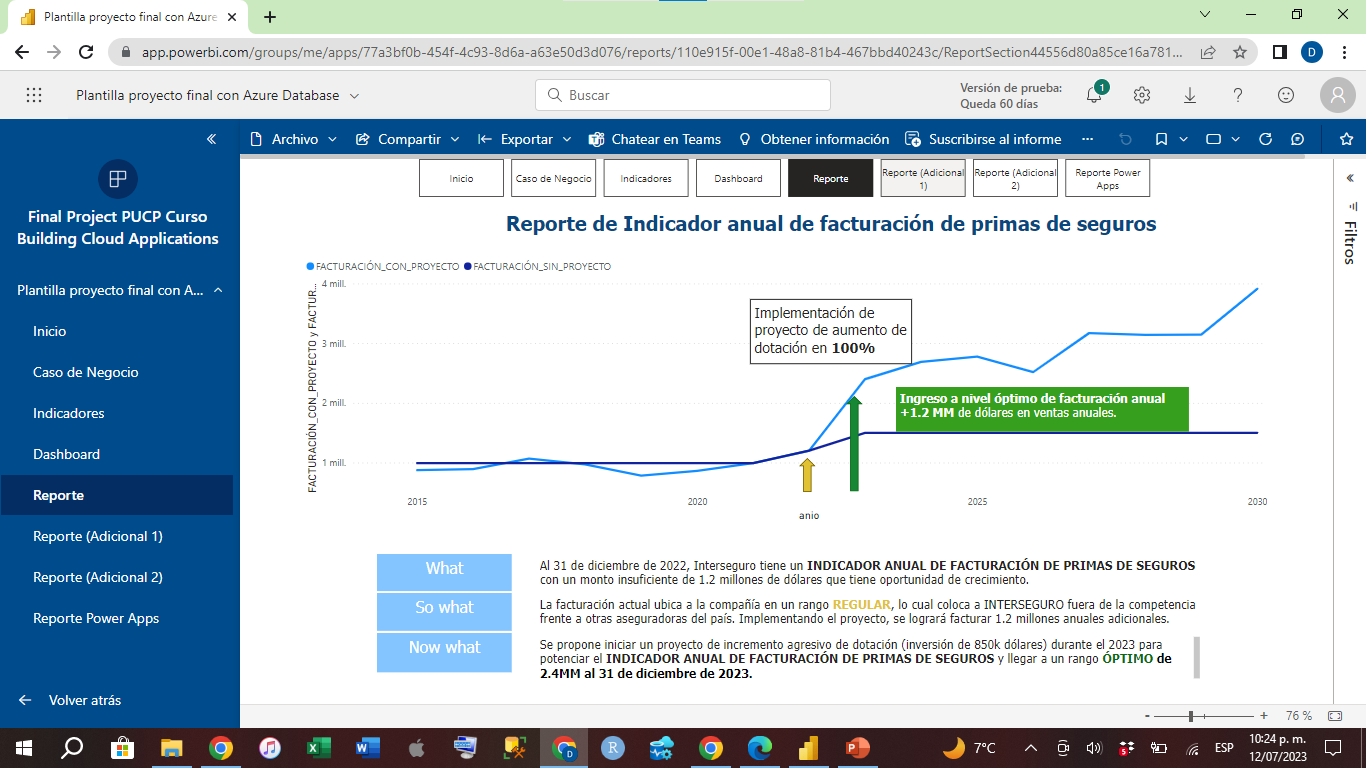 Plantilla proyecto final con Azure
app.powerbi.com/groups/me/apps/77a3bf0b-454f-4c93-8d6a-a63e50d3d076/reports/110e915f-00e1-48a8-81b4-467bbd40243c/ReportSection44556d80a85ce16a781...
D
Plantilla proyecto final con Azure Database
Buscar
Versión de prueba:
Queda 60 días
1
Archivo
Compartir
Exportar
Chatear en Teams
Obtener información
Suscribirse al informe
...
Final Project PUCP Curso
Building Cloud Applications
Plantilla proyecto final con A...
Inicio
Caso de Negocio
Indicadores
Dashboard
Reporte
Reporte (Adicional 1)
Reporte (Adicional 2)
Reporte Power Apps
Volver atrás
Inicio
Caso de Negocio
Indicadores
Dashboard
Reporte
Reporte (Adicional
1)
Reporte (Adicional
2)
Reporte Power
Apps
Filtros
Reporte de Indicador anual de facturación de primas de seguros
FACTURACIÓN_CON_PROYECTO
FACTURACIÓN_SIN_PROYECTO
FACTURACIÓN_CON_PROYECTO y FACTUR...
4 mill.
3 mill.
2 mill.
1 mill.
Implementación de
proyecto de aumento de
dotación en 100%
Ingreso a nivel óptimo de facturación anual
+1.2 MM de dólares en ventas anuales.
2015
2020
2025
2030
anio
What
Al 31 de diciembre de 2022, Interseguro tiene un INDICADOR ANUAL DE FACTURACIÓN DE PRIMAS DE SEGUROS
con un monto insuficiente de 1.2 millones de dólares que tiene oportunidad de crecimiento.
So what
La facturación actual ubica a la compañía en un rango REGULAR, lo cual coloca a INTERSEGURO fuera de la competencia
frente a otras aseguradoras del país. Implementando el proyecto, se logrará facturar 1.2 millones anuales adicionales.
Now what
Se propone iniciar un proyecto de incremento agresivo de dotación (inversión de 850k dólares) durante el 2023 para
potenciar el INDICADOR ANUAL DE FACTURACIÓN DE PRIMAS DE SEGUROS y llegar a un rango ÓPTIMO de
2.4MM al 31 de diciembre de 2023.
- + 76 %
7°C
ESP
10:24 p. m.
12/07/2023